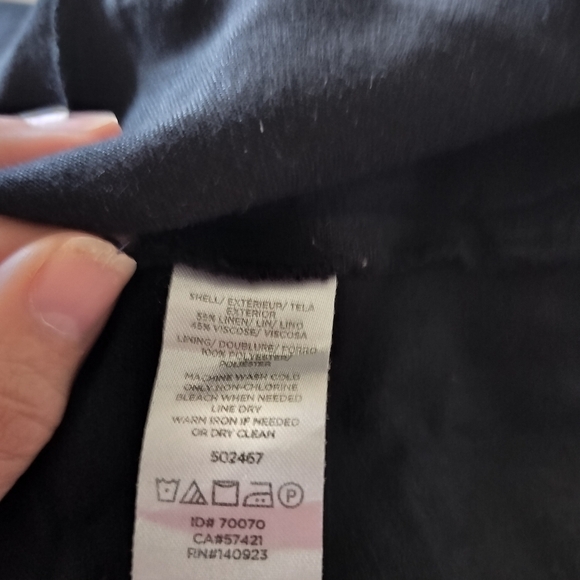 SHELL/ EXTÉRIEUR/ TELA
EXTERIOR
55% LINEN/ LIN/ LINO
45% VISCOSE/ VISCOSA
LINING/ DOUBLURE/ FORRO
100% POLYESTER/
POLIÉSTER
MACHINE WASH COLD
ONLY NON-CHLORINE
BLEACH WHEN NEEDED
LINE DRY
WARM IRON IF NEEDED
OR DRY CLEAN
502467
P
ID# 70070
CA#57421
RN#140923